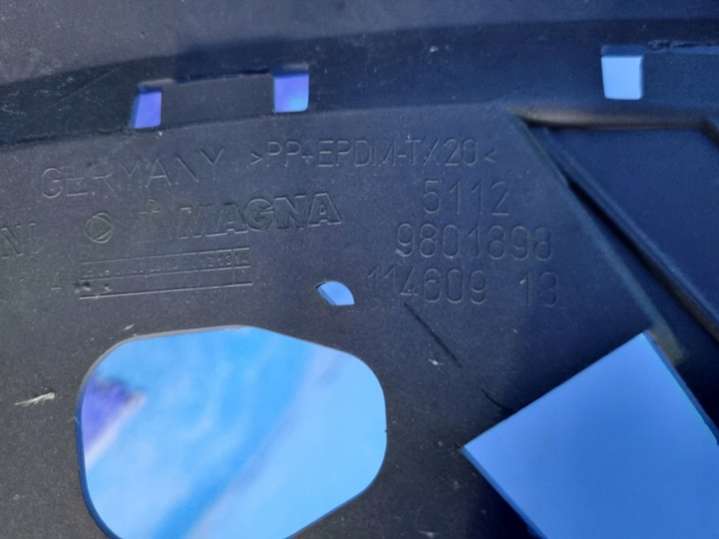 GERMANY >PP+EPDM-TX20<
MAGNA 5112
9801898
114609 13